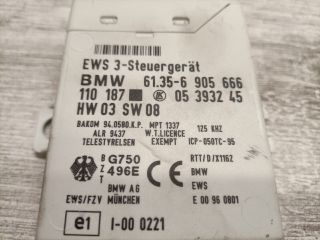 EWS 3-Steuergerät
BMW 61.35-6 905 666
110 187 05 3932 45
HW 03 SW 08
BAKOM 94.0580.K.P. MPT 1337 125 KHZ
ALR 9437 W.T.LICENCE
TELESTYRELSEN EXEMPT ICP-050TC-95
BZT G750 496E
RTT/D/X1162
BMW AG BMW
EWS/FZV MÜNCHEN EWS
E 00 96 0801
e1 I-00 0221